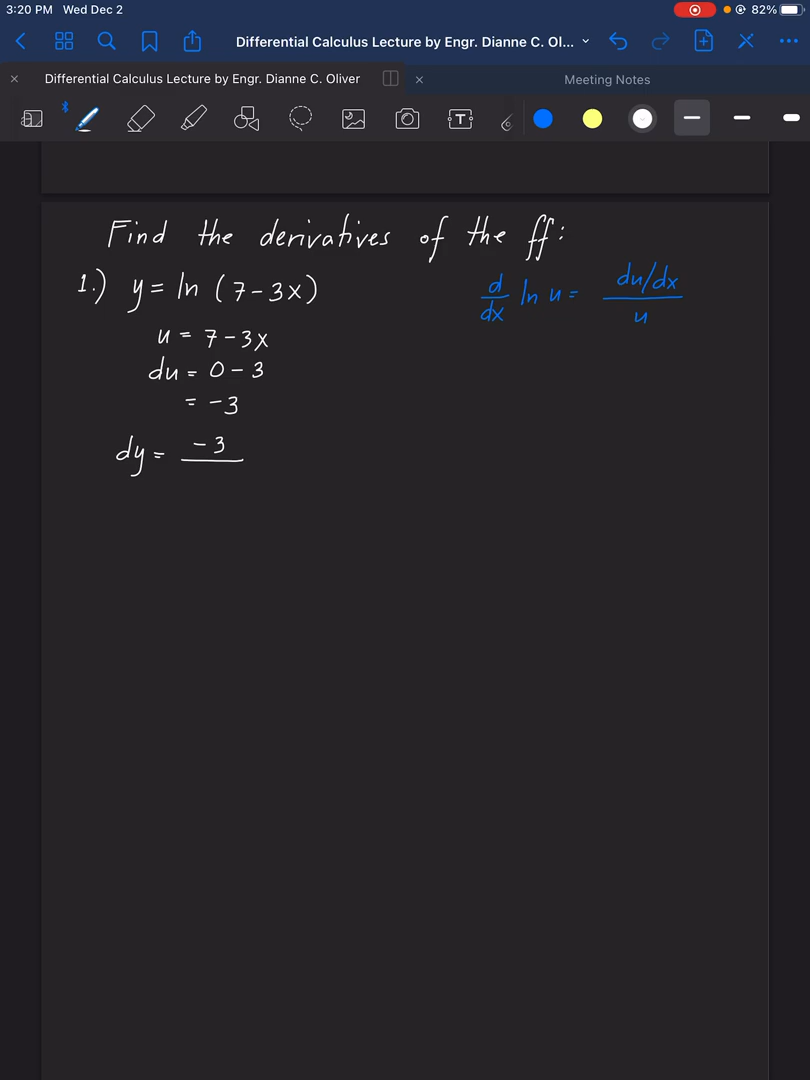 3:20 PM Wed Dec 2 82%
Differential Calculus Lecture by Engr. Dianne C. Ol...
Differential Calculus Lecture by Engr. Dianne C. Oliver
Meeting Notes
T
Find the derivatives of the ff:
1.) y = ln (7 - 3x)
d/dx ln u = du/dx / u
u = 7 - 3x
du = 0 - 3
= -3
dy = -3